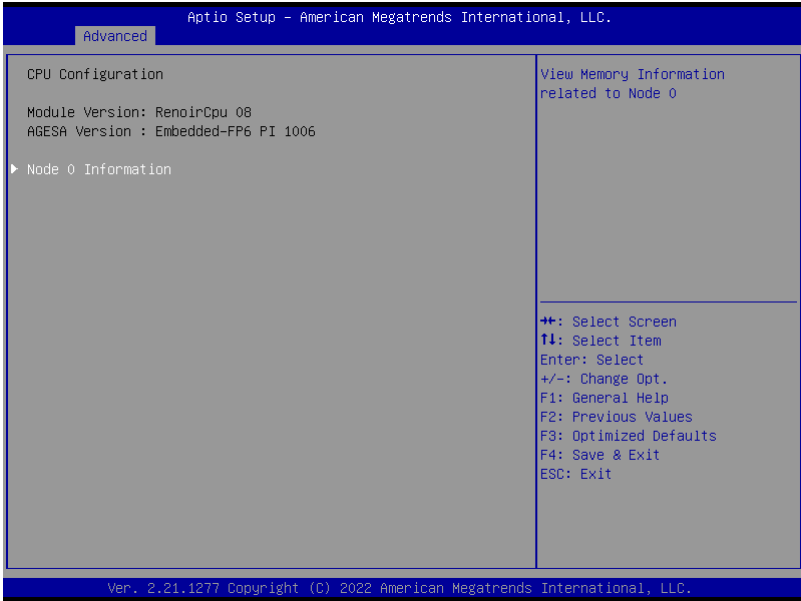 Aptio Setup – American Megatrends International, LLC.
Advanced
CPU Configuration
Module Version: RenoirCpu 08
AGESA Version : Embedded-FP6 PI 1006
Node 0 Information
View Memory Information
related to Node 0
→←: Select Screen
↑↓: Select Item
Enter: Select
+/-: Change Opt.
F1: General Help
F2: Previous Values
F3: Optimized Defaults
F4: Save & Exit
ESC: Exit
Ver. 2.21.1277 Copyright (C) 2022 American Megatrends International, LLC.